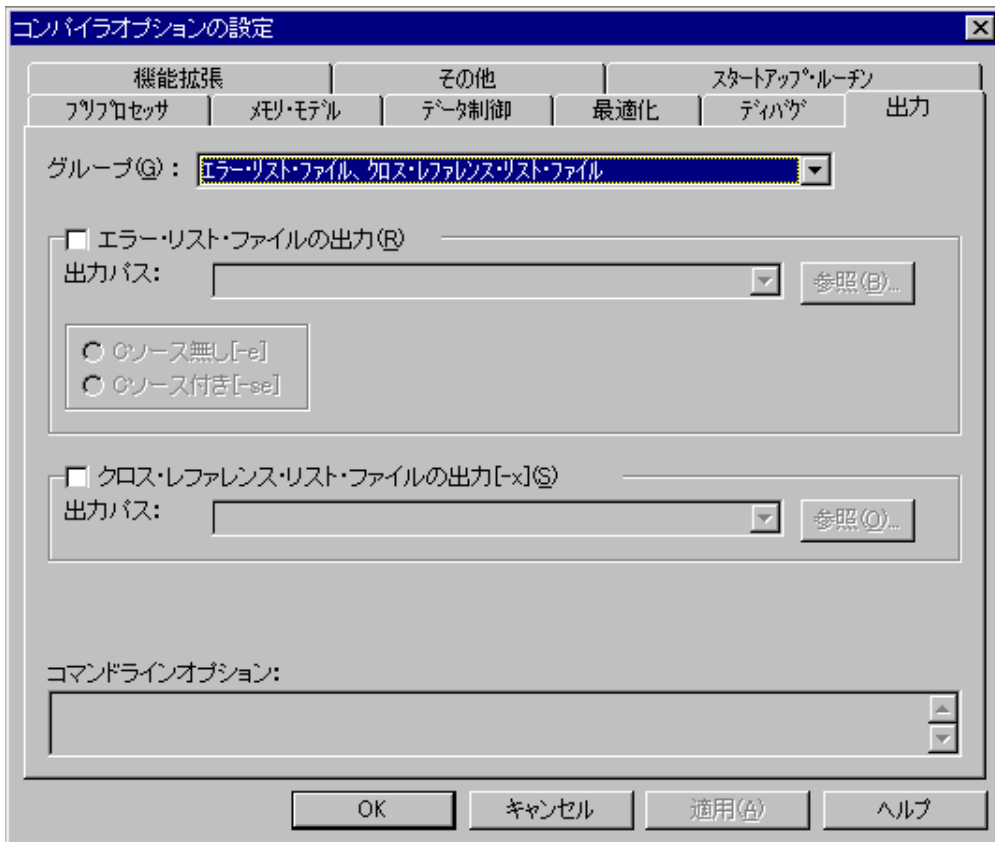 コンパイラオプションの設定
機能拡張 その他 ｽﾀｰﾄｱｯﾌﾟ･ﾙｰﾁﾝ
ﾌﾟﾘﾌﾟﾛｾｯｻ ﾒﾓﾘ･ﾓﾃﾞﾙ ﾃﾞｰﾀ制御 最適化 ﾃﾞｨﾊﾞｸﾞ 出力
グループ(G)： ｴﾗｰ･ﾘｽﾄ･ﾌｧｲﾙ、ｸﾛｽ･ﾚﾌｧﾚﾝｽ･ﾘｽﾄ･ﾌｧｲﾙ
エラー・リスト・ファイルの出力(R)
出力パス: 参照(B)...
Cソース無し[-e]
Cソース付き[-se]
クロス・レファレンス・リスト・ファイルの出力[-x](S)
出力パス: 参照(O)...
コマンドラインオプション:
OK キャンセル 適用(A) ヘルプ